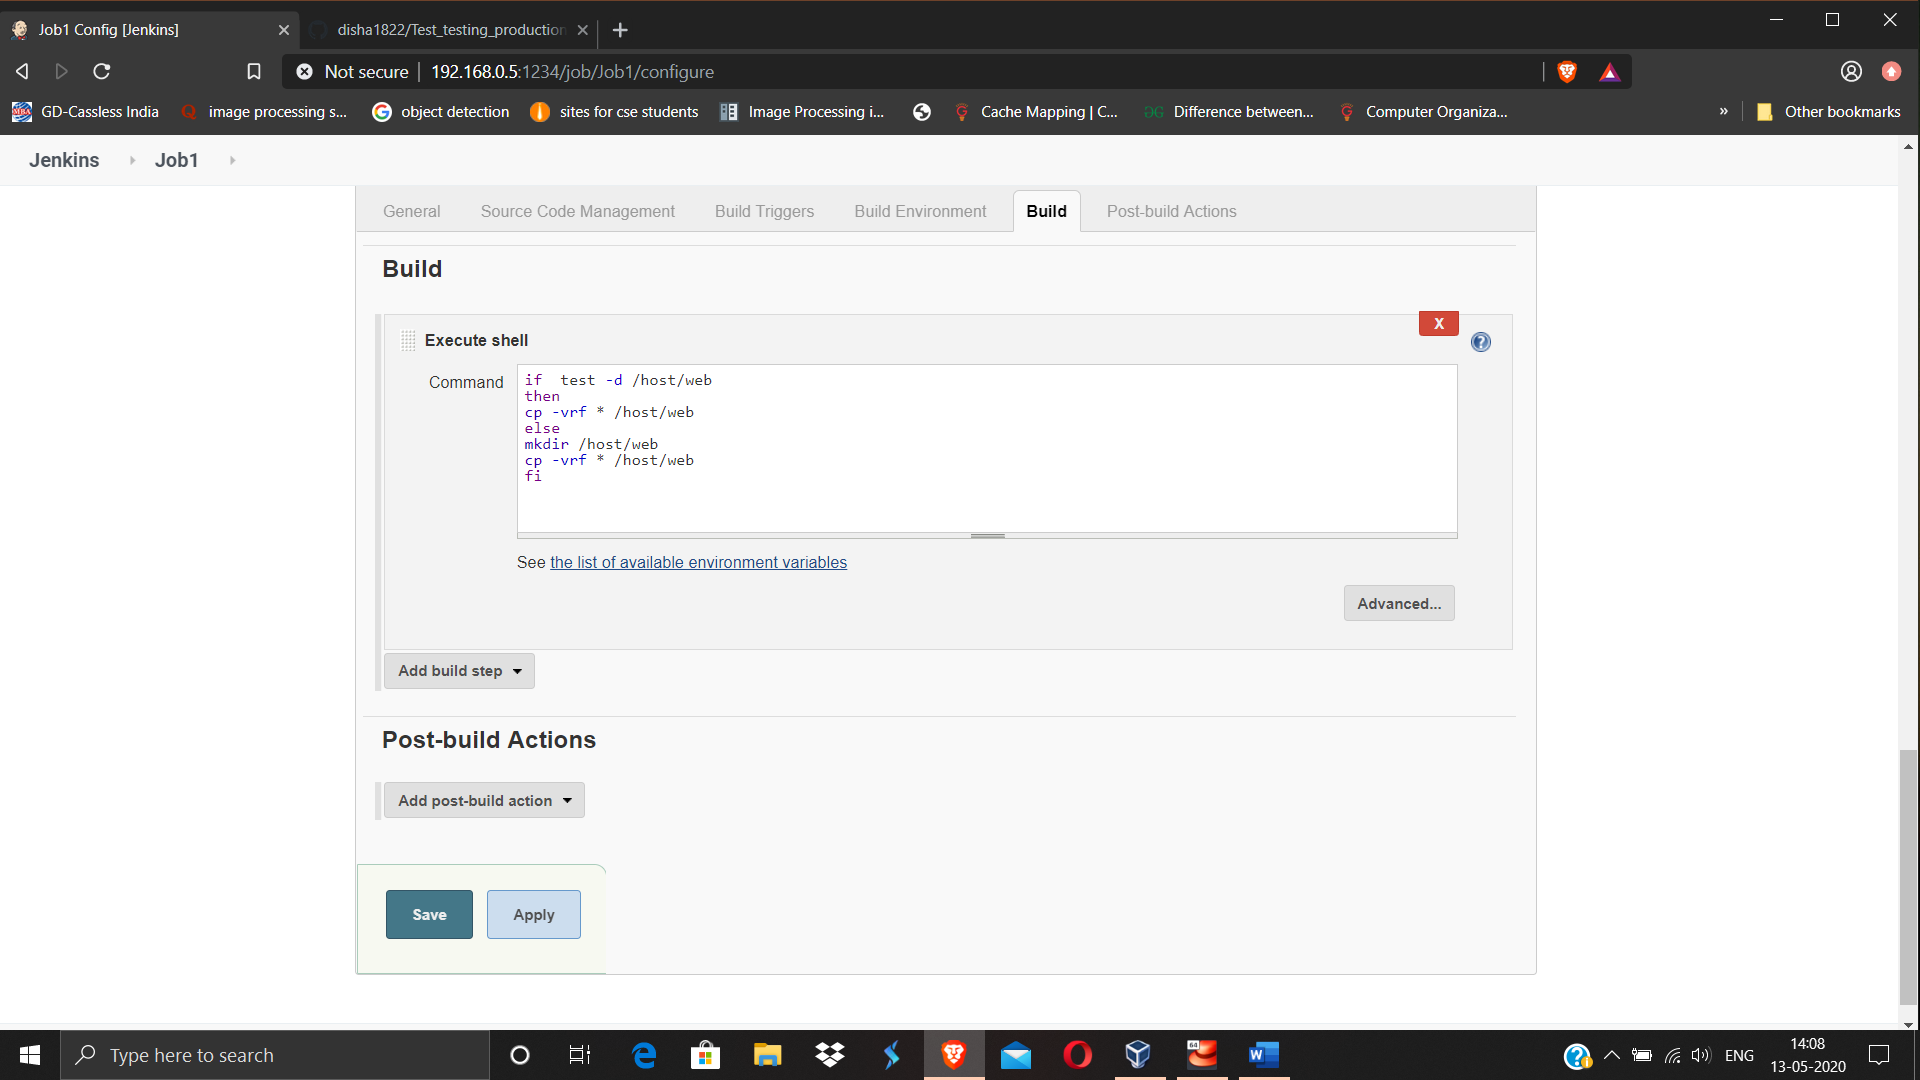 Job1 Config [Jenkins]
disha1822/Test_testing_production
Not secure | 192.168.0.5:1234/job/Job1/configure
GD-Cassless India
image processing s...
object detection
sites for cse students
Image Processing i...
Cache Mapping | C...
Difference between...
Computer Organiza...
»
Other bookmarks
Jenkins
Job1
General
Source Code Management
Build Triggers
Build Environment
Build
Post-build Actions
Build
X
Execute shell
?
Command
if  test -d /host/web
then
cp -vrf * /host/web
else
mkdir /host/web
cp -vrf * /host/web
fi
See the list of available environment variables
Advanced...
Add build step
Post-build Actions
Add post-build action
Save
Apply
Type here to search
64
W
ENG
14:08
13-05-2020